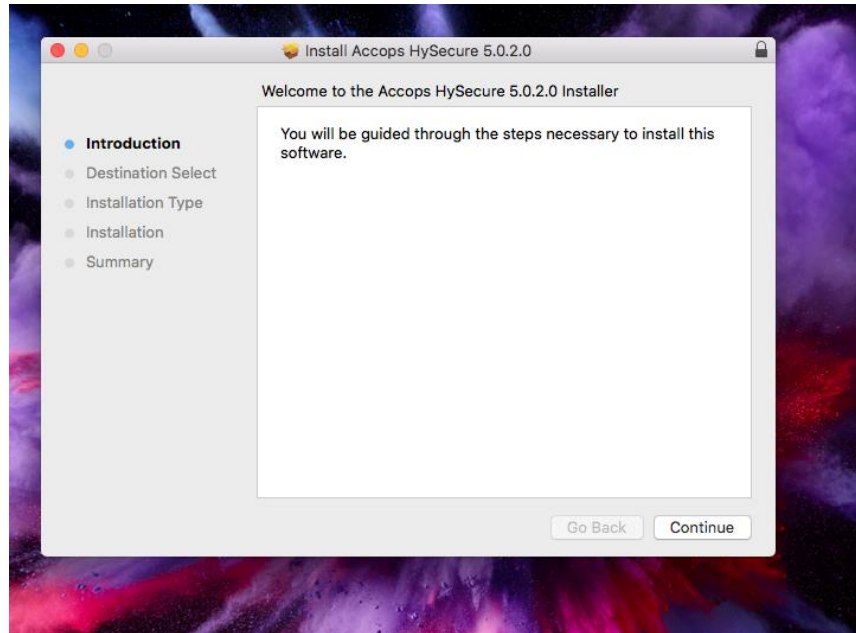 Install Accops HySecure 5.0.2.0
Welcome to the Accops HySecure 5.0.2.0 Installer
Introduction
Destination Select
Installation Type
Installation
Summary
You will be guided through the steps necessary to install this
software.
Go Back
Continue